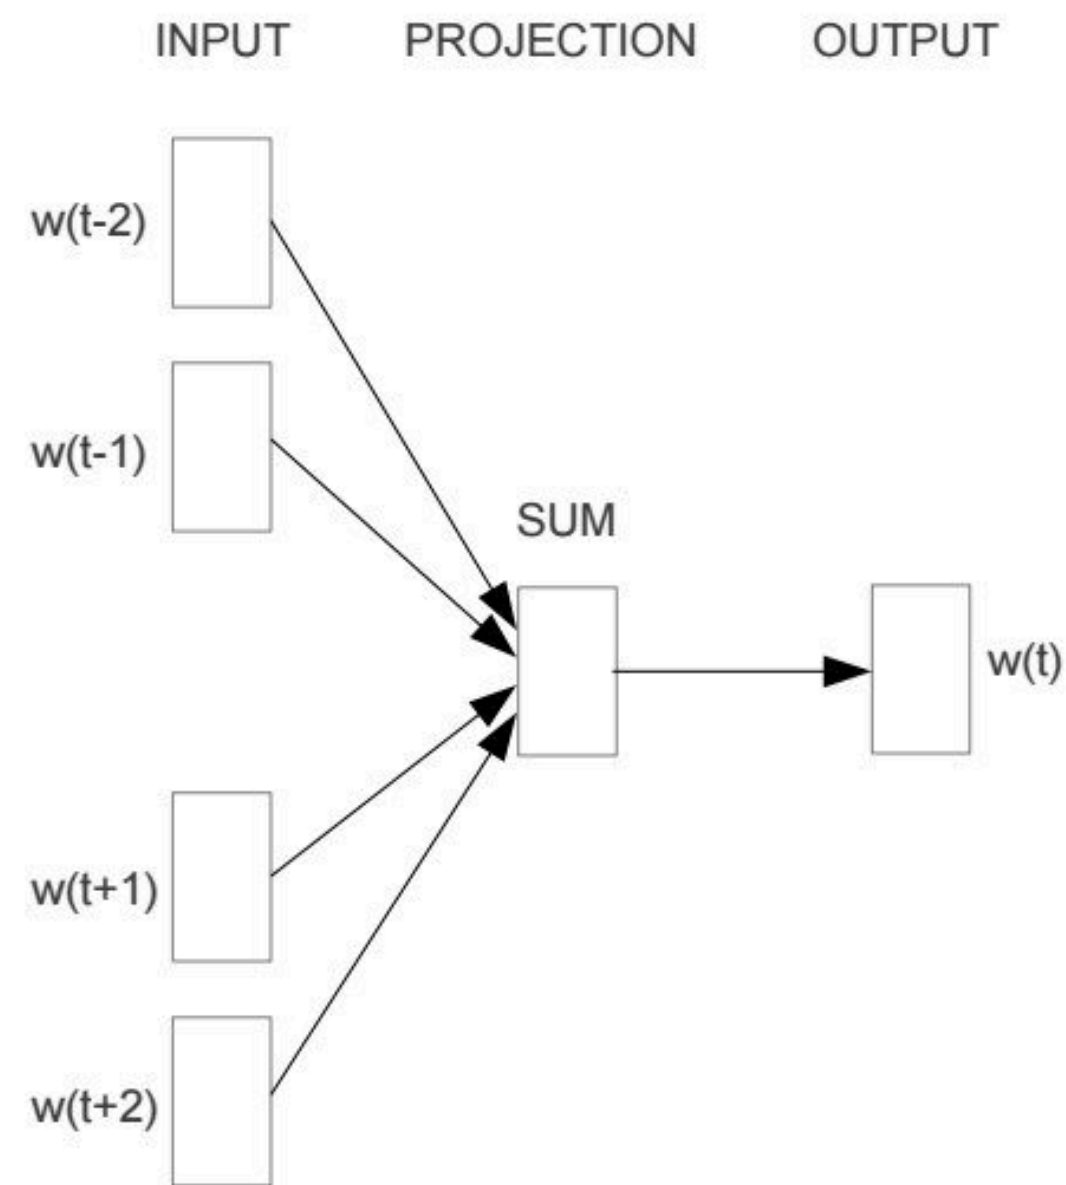 INPUT PROJECTION OUTPUT
w(t-2)
w(t-1)
SUM
w(t)
w(t+1)
w(t+2)